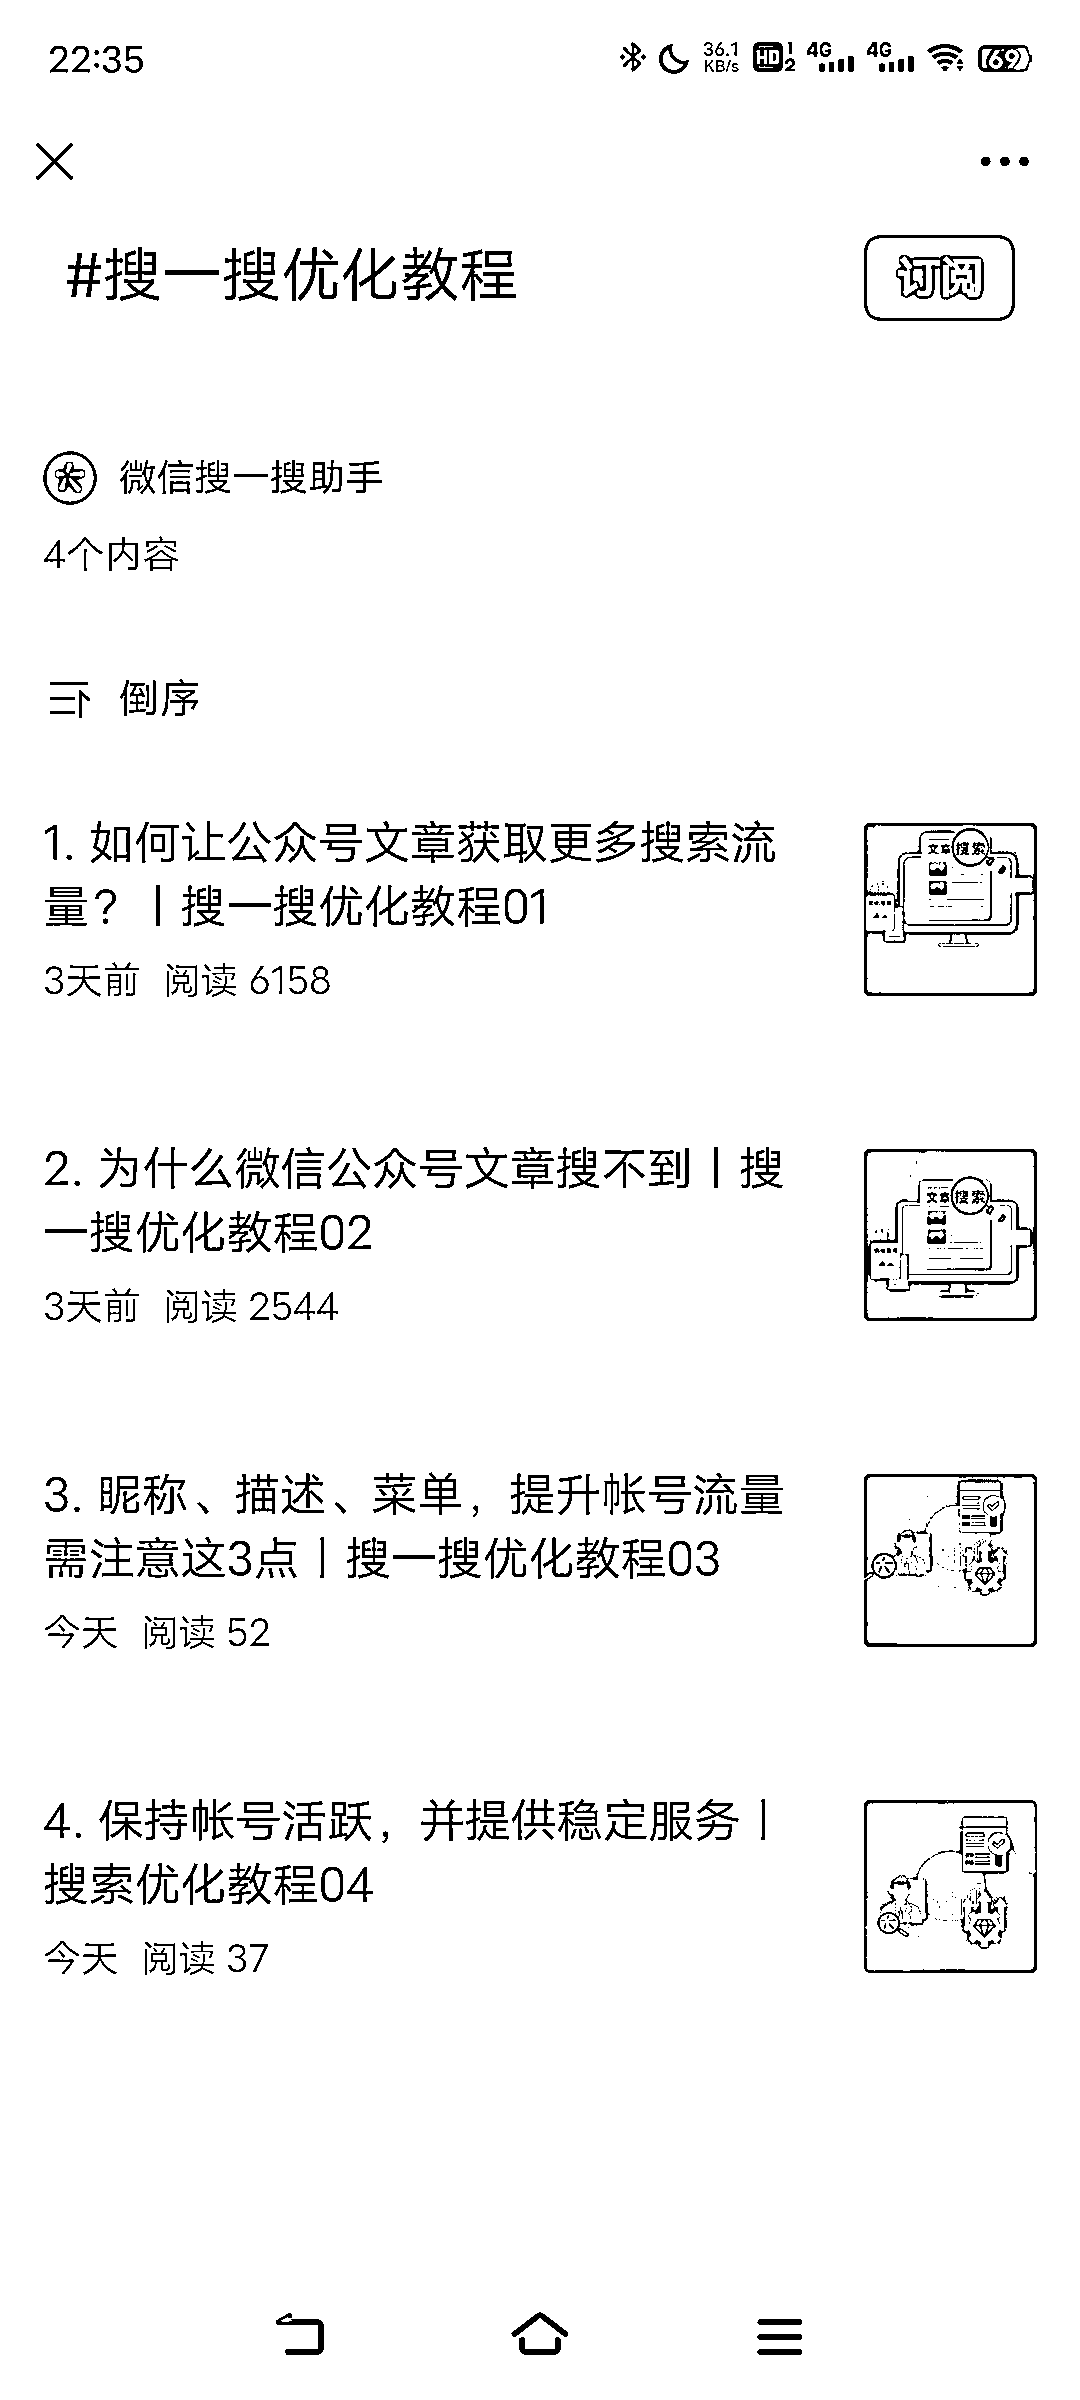 22:35
36.1 KB/s HD 1 2 4G 4G 69
#搜一搜优化教程
订阅
微信搜一搜助手
4个内容
倒序
1. 如何让公众号文章获取更多搜索流
量？丨搜一搜优化教程01
文章 搜索
3天前 阅读 6158
2. 为什么微信公众号文章搜不到丨搜
一搜优化教程02
文章 搜索
3天前 阅读 2544
3. 昵称、描述、菜单，提升帐号流量
需注意这3点丨搜一搜优化教程03
今天 阅读 52
4. 保持帐号活跃，并提供稳定服务丨
搜索优化教程04
今天 阅读 37